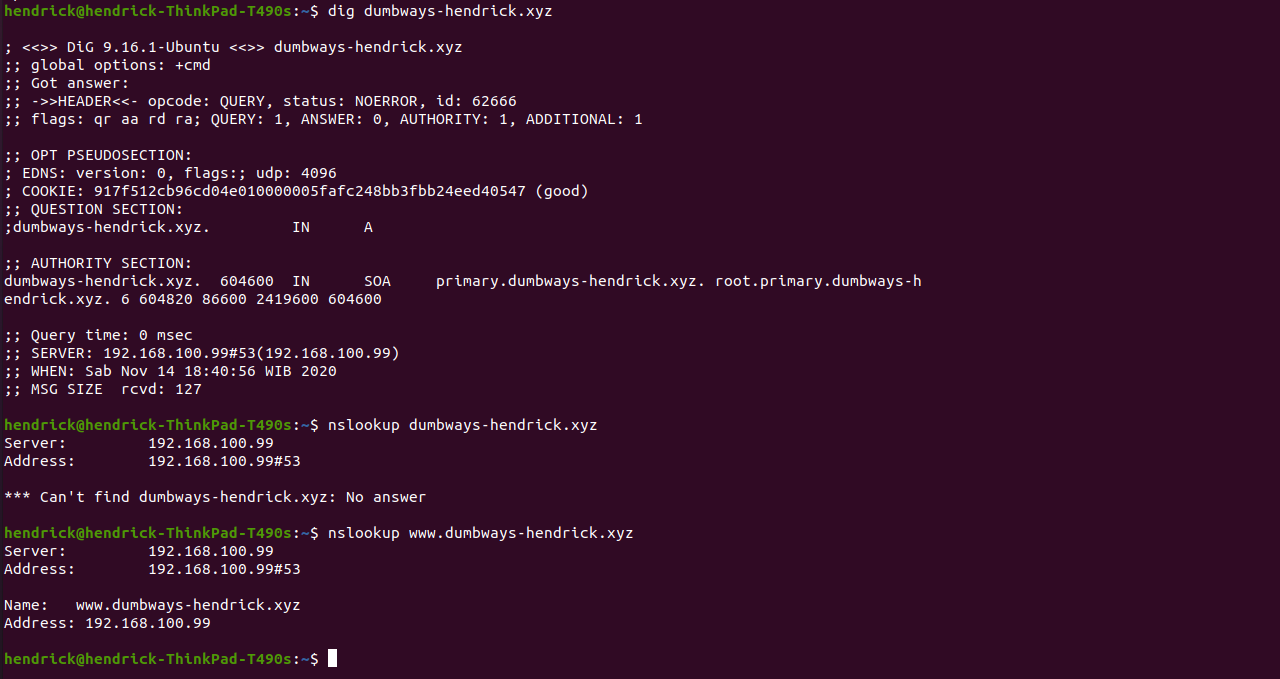 hendrick@hendrick-ThinkPad-T490s:~$ dig dumbways-hendrick.xyz
; <<>> DiG 9.16.1-Ubuntu <<>> dumbways-hendrick.xyz
;; global options: +cmd
;; Got answer:
;; ->>HEADER<<- opcode: QUERY, status: NOERROR, id: 62666
;; flags: qr aa rd ra; QUERY: 1, ANSWER: 0, AUTHORITY: 1, ADDITIONAL: 1
;; OPT PSEUDOSECTION:
; EDNS: version: 0, flags:; udp: 4096
; COOKIE: 917f512cb96cd04e010000005fafc248bb3fbb24eed40547 (good)
;; QUESTION SECTION:
;dumbways-hendrick.xyz. IN A
;; AUTHORITY SECTION:
dumbways-hendrick.xyz. 604600 IN SOA primary.dumbways-hendrick.xyz. root.primary.dumbways-h
endrick.xyz. 6 604820 86600 2419600 604600
;; Query time: 0 msec
;; SERVER: 192.168.100.99#53(192.168.100.99)
;; WHEN: Sab Nov 14 18:40:56 WIB 2020
;; MSG SIZE rcvd: 127
hendrick@hendrick-ThinkPad-T490s:~$ nslookup dumbways-hendrick.xyz
Server: 192.168.100.99
Address: 192.168.100.99#53
*** Can't find dumbways-hendrick.xyz: No answer
hendrick@hendrick-ThinkPad-T490s:~$ nslookup www.dumbways-hendrick.xyz
Server: 192.168.100.99
Address: 192.168.100.99#53
Name: www.dumbways-hendrick.xyz
Address: 192.168.100.99
hendrick@hendrick-ThinkPad-T490s:~$